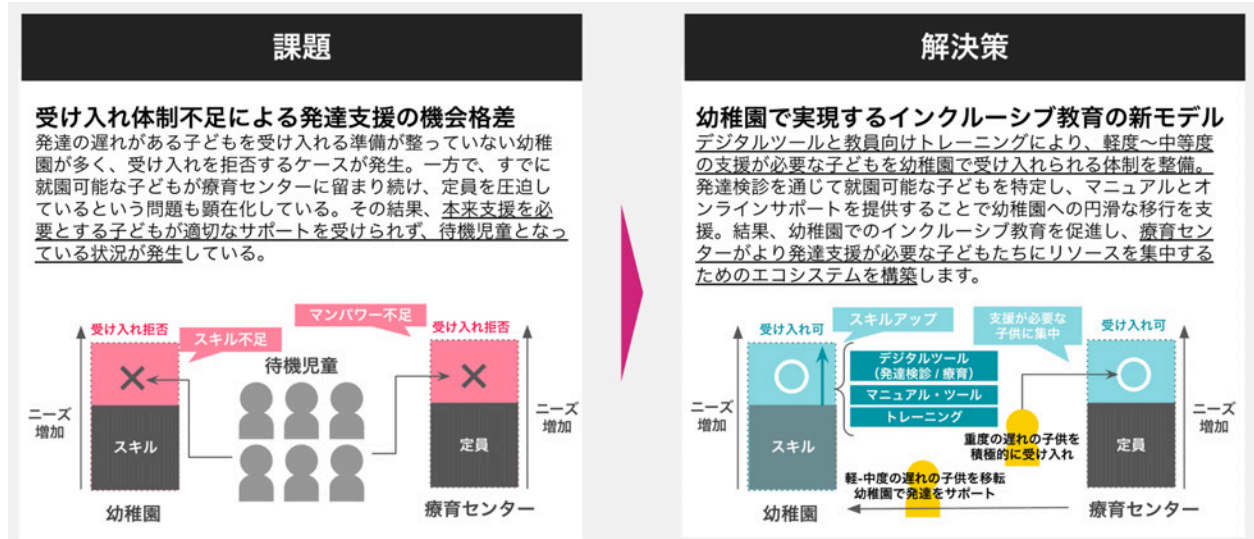 課題
受け入れ体制不足による発達支援の機会格差
発達の遅れがある子どもを受け入れる準備が整っていない幼稚
園が多く、受け入れを拒否するケースが発生。一方で、すでに
就園可能な子どもが療育センターに留まり続け、定員を圧迫し
ているという問題も顕在化している。その結果、本来支援を必
要とする子どもが適切なサポートを受けられず、待機児童となっ
ている状況が発生している。
マンパワー不足
受け入れ拒否
スキル不足
受け入れ拒否
待機児童
ニーズ
増加
スキル
定員
ニーズ
増加
幼稚園
療育センター
解決策
幼稚園で実現するインクルーシブ教育の新モデル
デジタルツールと教員向けトレーニングにより、軽度〜中等度
の支援が必要な子どもを幼稚園で受け入れられる体制を整備。
発達検診を通じて就園可能な子どもを特定し、マニュアルとオ
ンラインサポートを提供することで幼稚園への円滑な移行を支
援。結果、幼稚園でのインクルーシブ教育を促進し、療育セン
ターがより発達支援が必要な子どもたちにリソースを集中する
ためのエコシステムを構築します。
受け入れ可
スキルアップ
支援が必要な
子供に集中
受け入れ可
デジタルツール
（発達検診 / 療育）
マニュアル・ツール
トレーニング
ニーズ
増加
スキル
重度の遅れの子供を
積極的に受け入れ
定員
ニーズ
増加
軽-中度の遅れの子供を移転
幼稚園で発達をサポート
幼稚園
療育センター